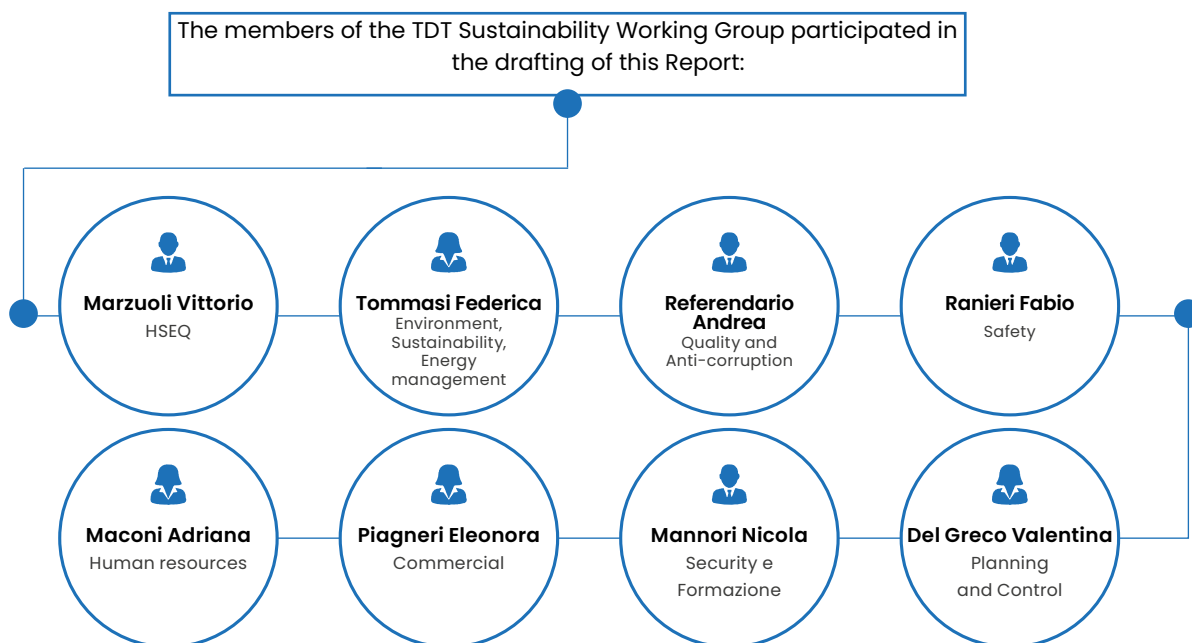 The members of the TDT Sustainability Working Group participated in
the drafting of this Report:
Marzuoli Vittorio
HSEQ
Tommasi Federica
Environment,
Sustainability,
Energy
management
Referendario
Andrea
Quality and
Anti-corruption
Ranieri Fabio
Safety
Maconi Adriana
Human resources
Piagneri Eleonora
Commercial
Mannori Nicola
Security e
Formazione
Del Greco Valentina
Planning
and Control